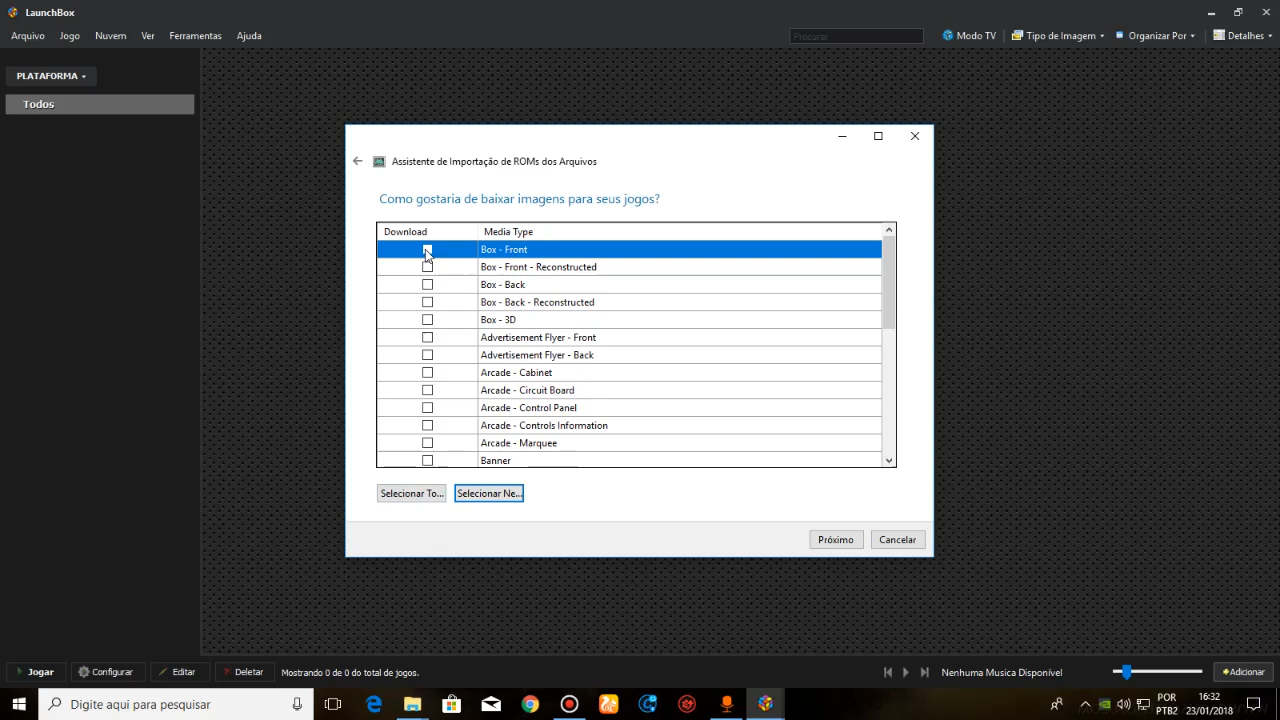 LaunchBox
Arquivo Jogo Nuvem Ver Ferramentas Ajuda
Procurar
Modo TV Tipo de Imagem Organizar Por Detalhes
PLATAFORMA
Todos
Assistente de Importação de ROMs dos Arquivos
Como gostaria de baixar imagens para seus jogos?
Download Media Type
Box - Front
Box - Front - Reconstructed
Box - Back
Box - Back - Reconstructed
Box - 3D
Advertisement Flyer - Front
Advertisement Flyer - Back
Arcade - Cabinet
Arcade - Circuit Board
Arcade - Control Panel
Arcade - Controls Information
Arcade - Marquee
Banner
Selecionar To... Selecionar Ne...
Próximo Cancelar
Jogar Configurar Editar Deletar Mostrando 0 de 0 do total de jogos.
Nenhuma Musica Disponível
Adicionar
Digite aqui para pesquisar
POR
PTB2
16:32
23/01/2018